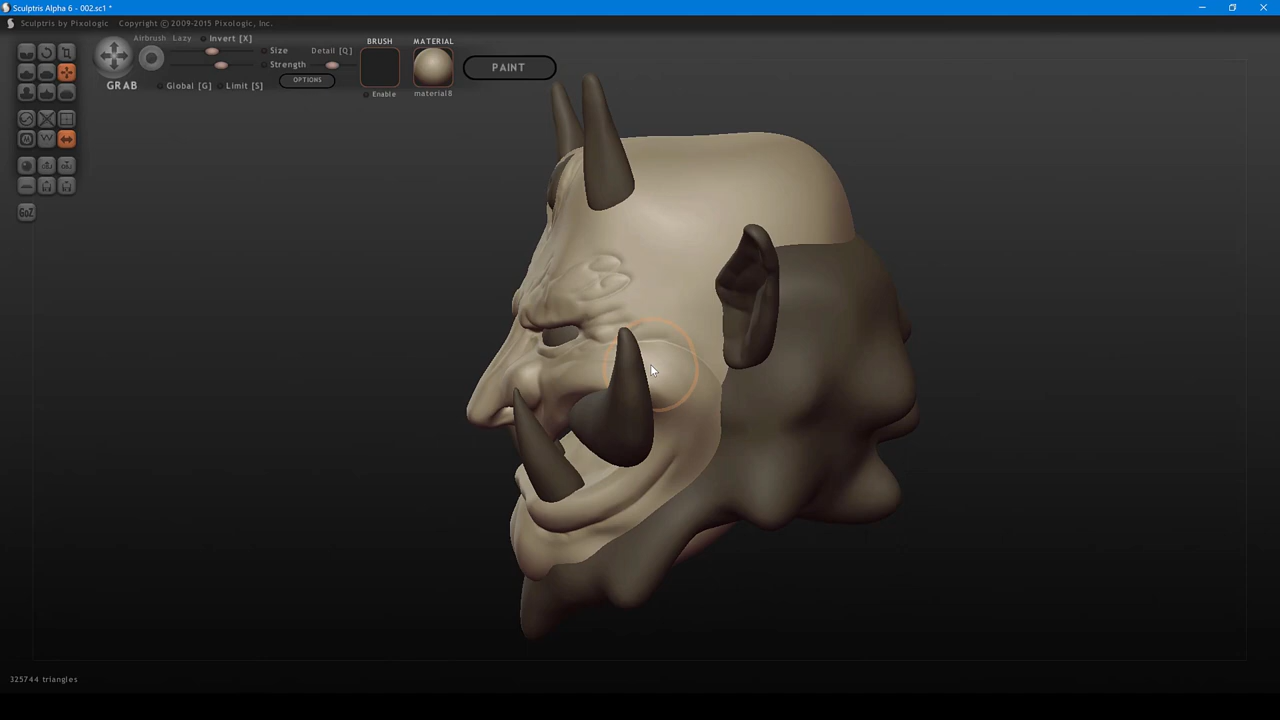 Sculptris Alpha 6 - 002.sc1 *
Sculptris by Pixologic Copyright © 2009-2015 Pixologic, Inc.
Airbrush Lazy Invert [X]
BRUSH MATERIAL
Size Detail [Q]
Strength
PAINT
OPTIONS
GRAB Global [G] Limit [S]
Enable material8
GoZ
325744 triangles